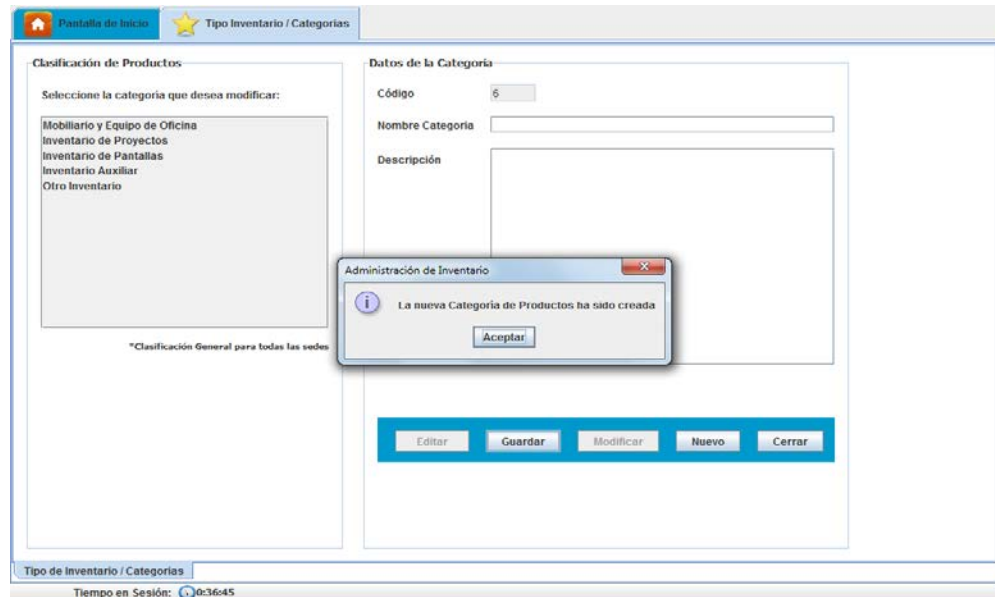 Pantalla de Inicio
Tipo Inventario / Categorias
Clasificación de Productos
Seleccione la categoria que desea modificar:
Mobiliario y Equipo de Oficina
Inventario de Proyectos
Inventario de Pantallas
Inventario Auxiliar
Otro Inventario
*Clasificación General para todas las sedes
Datos de la Categoria
Código 6
Nombre Categoria
Descripción
Administración de Inventario
La nueva Categoria de Productos ha sido creada
Aceptar
Editar Guardar Modificar Nuevo Cerrar
Tipo de Inventario / Categorias
Tiempo en Sesión: 0:36:45